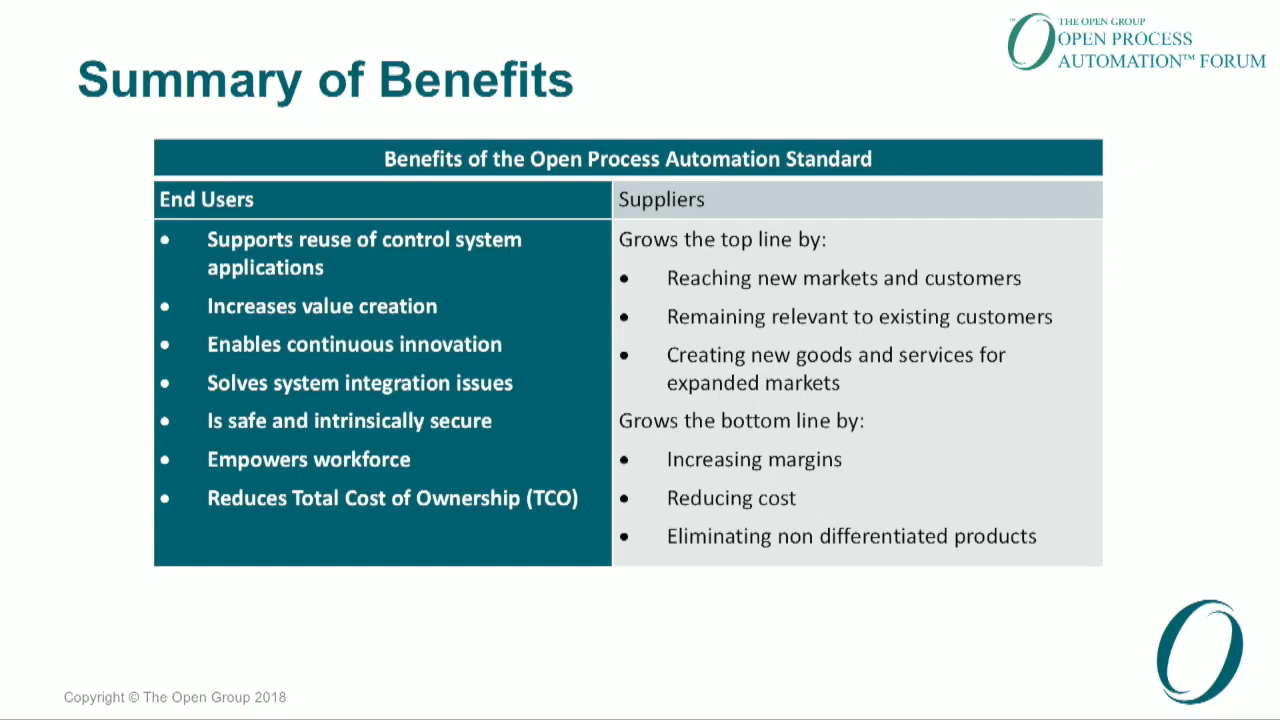 THE OPEN GROUP
OPEN PROCESS
AUTOMATION™ FORUM
Summary of Benefits
Benefits of the Open Process Automation Standard
End Users
• Supports reuse of control system
applications
• Increases value creation
• Enables continuous innovation
• Solves system integration issues
• Is safe and intrinsically secure
• Empowers workforce
• Reduces Total Cost of Ownership (TCO)
Suppliers
Grows the top line by:
• Reaching new markets and customers
• Remaining relevant to existing customers
• Creating new goods and services for
expanded markets
Grows the bottom line by:
• Increasing margins
• Reducing cost
• Eliminating non differentiated products
Copyright © The Open Group 2018